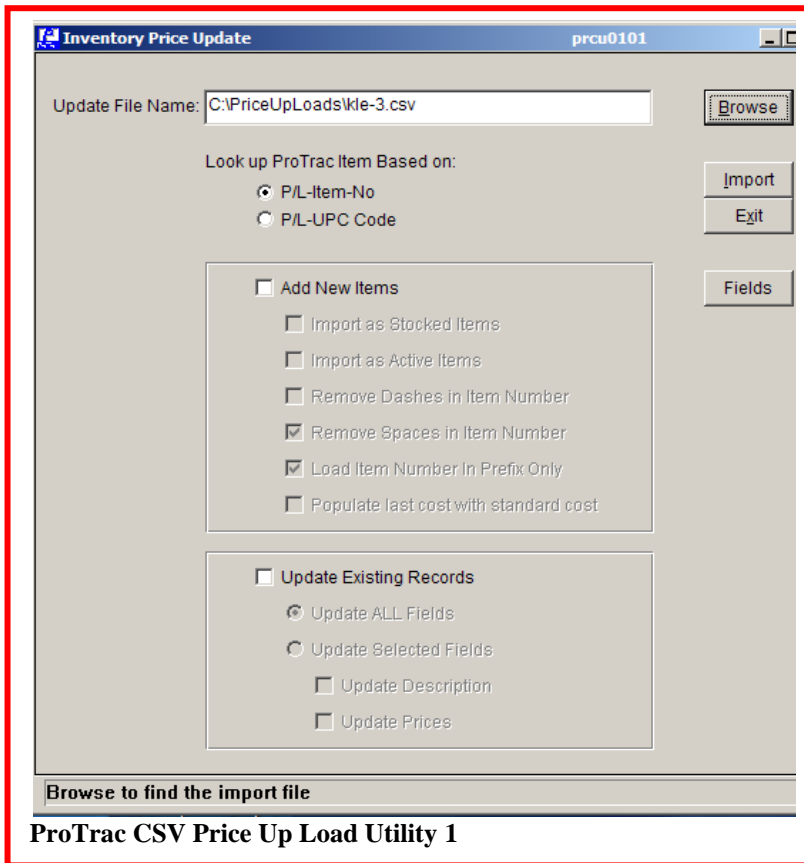 Inventory Price Update prcu0101
Update File Name: C:\PriceUpLoads\kle-3.csv Browse
Look up ProTrac Item Based on:
P/L-Item-No
P/L-UPC Code
Import
Exit
Fields
Add New Items
Import as Stocked Items
Import as Active Items
Remove Dashes in Item Number
Remove Spaces in Item Number
Load Item Number In Prefix Only
Populate last cost with standard cost
Update Existing Records
Update ALL Fields
Update Selected Fields
Update Description
Update Prices
Browse to find the import file
ProTrac CSV Price Up Load Utility 1